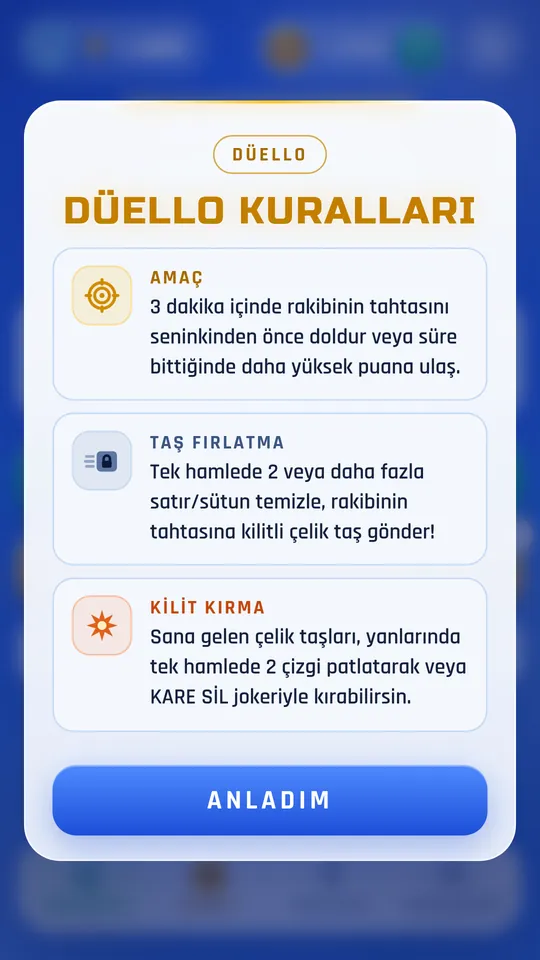 DÜELLO
DÜELLO KURALLARI
AMAÇ
3 dakika içinde rakibinin tahtasını
seninkinden önce doldur veya süre
bittiğinde daha yüksek puana ulaş.
TAŞ FIRLATMA
Tek hamlede 2 veya daha fazla
satır/sütun temizle, rakibinin
tahtasına kilitli çelik taş gönder!
KİLİT KIRMA
Sana gelen çelik taşları, yanlarında
tek hamlede 2 çizgi patlatarak veya
KARE SİL jokeriyle kırabilirsin.
ANLADIM